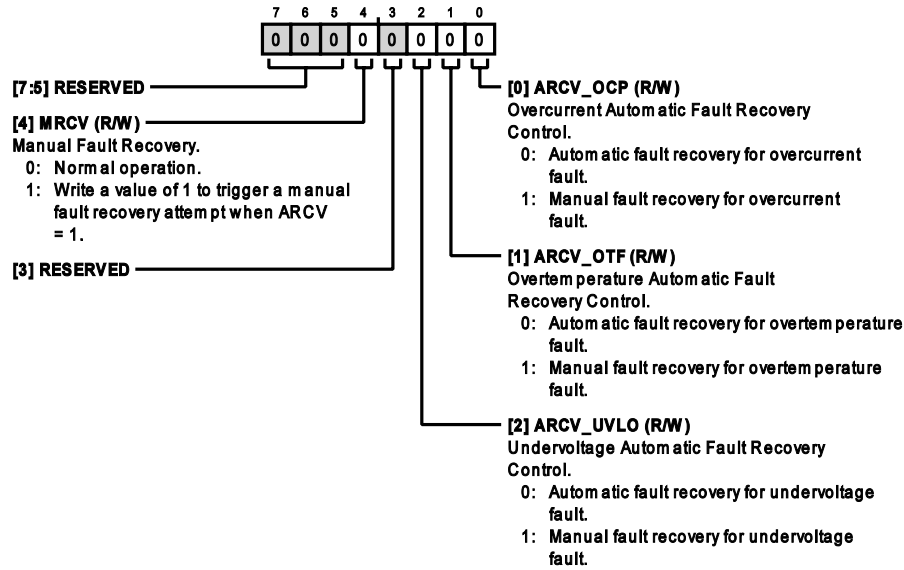 7 6 5 4 3 2 1 0
0 0 0 0 0 0 0 0
[7:5] RESERVED
[4] MRCV (R/W)
Manual Fault Recovery.
0: Normal operation.
1: Write a value of 1 to trigger a manual
fault recovery attempt when ARCV
= 1.
[3] RESERVED
[0] ARCV_OCP (R/W)
Overcurrent Automatic Fault Recovery
Control.
0: Automatic fault recovery for overcurrent
fault.
1: Manual fault recovery for overcurrent
fault.
[1] ARCV_OTF (R/W)
Overtemperature Automatic Fault
Recovery Control.
0: Automatic fault recovery for overtemperature
fault.
1: Manual fault recovery for overtemperature
fault.
[2] ARCV_UVLO (R/W)
Undervoltage Automatic Fault Recovery
Control.
0: Automatic fault recovery for undervoltage
fault.
1: Manual fault recovery for undervoltage
fault.